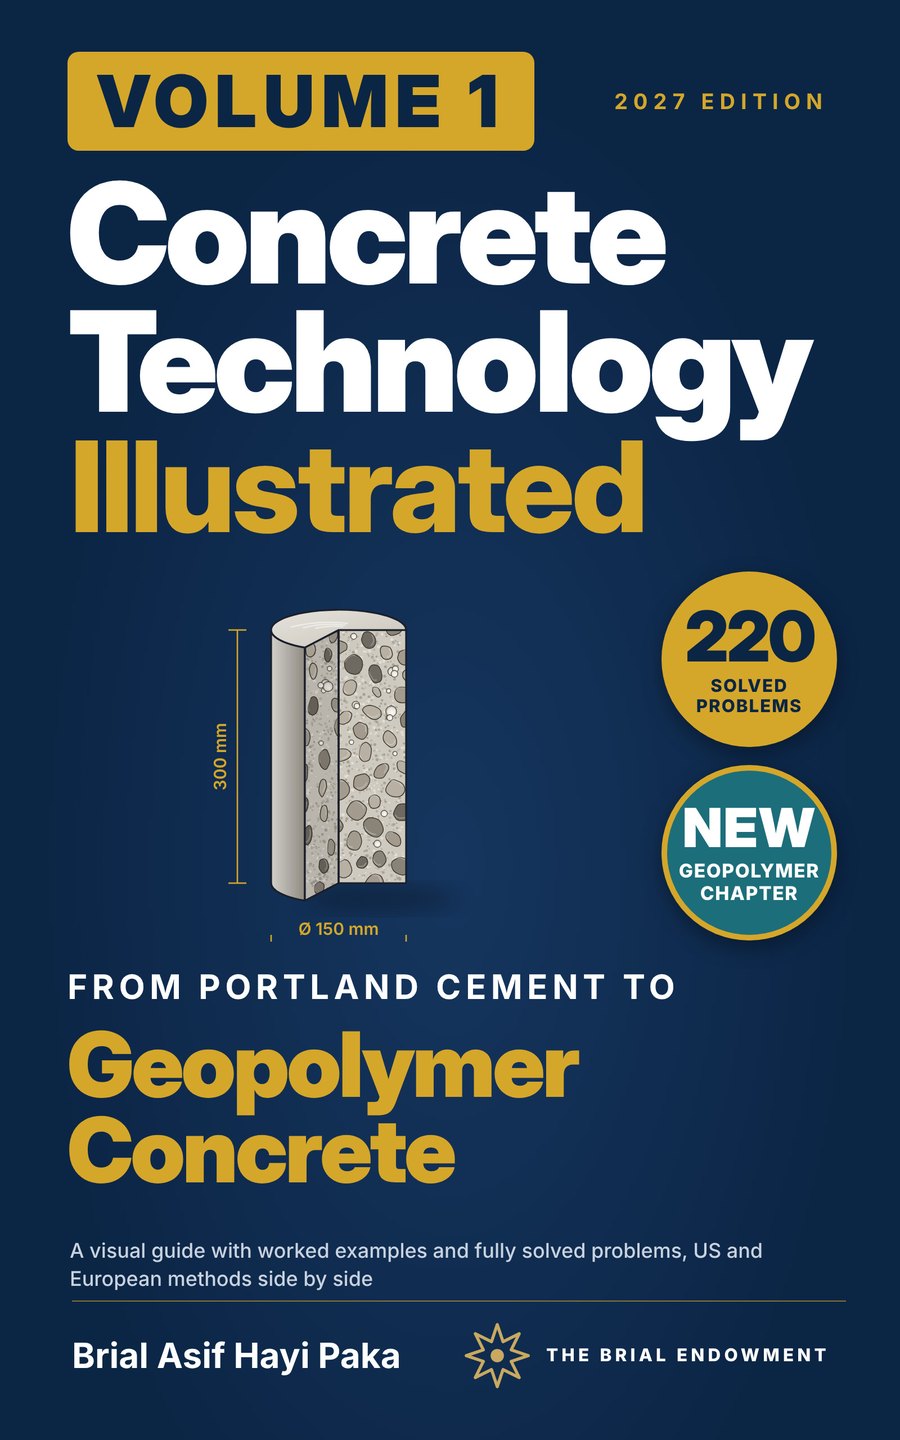 VOLUME 1
2027 EDITION
Concrete
Technology
Illustrated
220
SOLVED
PROBLEMS
300 mm
NEW
GEOPOLYMER
CHAPTER
Ø 150 mm
FROM PORTLAND CEMENT TO
Geopolymer
Concrete
A visual guide with worked examples and fully solved problems, US and
European methods side by side
Brial Asif Hayi Paka
THE BRIAL ENDOWMENT